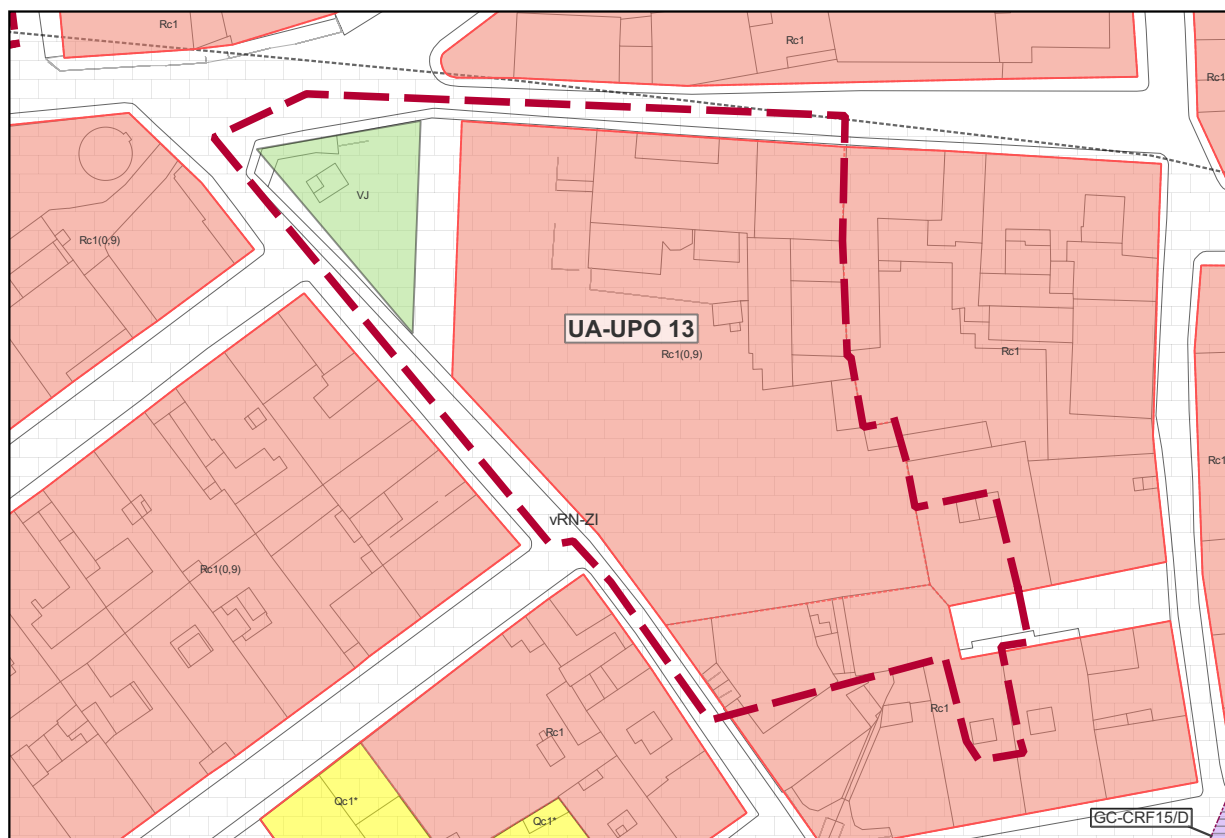 Rc1
Rc1
Rc1
VJ
Rc1(0,9)
UA-UPO 13
Rc1(0,9)
Rc1
Rc1
vRN-ZI
Rc1(0,9)
Rc1
Rc1
Qc1*
Qc1*
GC-CRF15/D